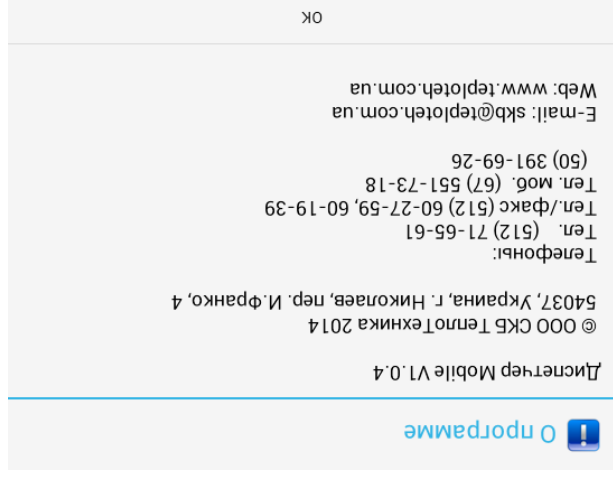 О программе
Диспетчер Mobile V1.0.4
© ООО СКБ ТеплоТехника 2014
54037, Украина, г. Николаев, пер. И.Франко, 4
Телефоны:
Тел. (512) 71-65-61
Тел./факс (512) 60-27-59, 60-19-39
Тел. моб. (67) 551-73-18
(50) 391-69-26
E-mail: skb@teploteh.com.ua
Web: www.teploteh.com.ua
ОК